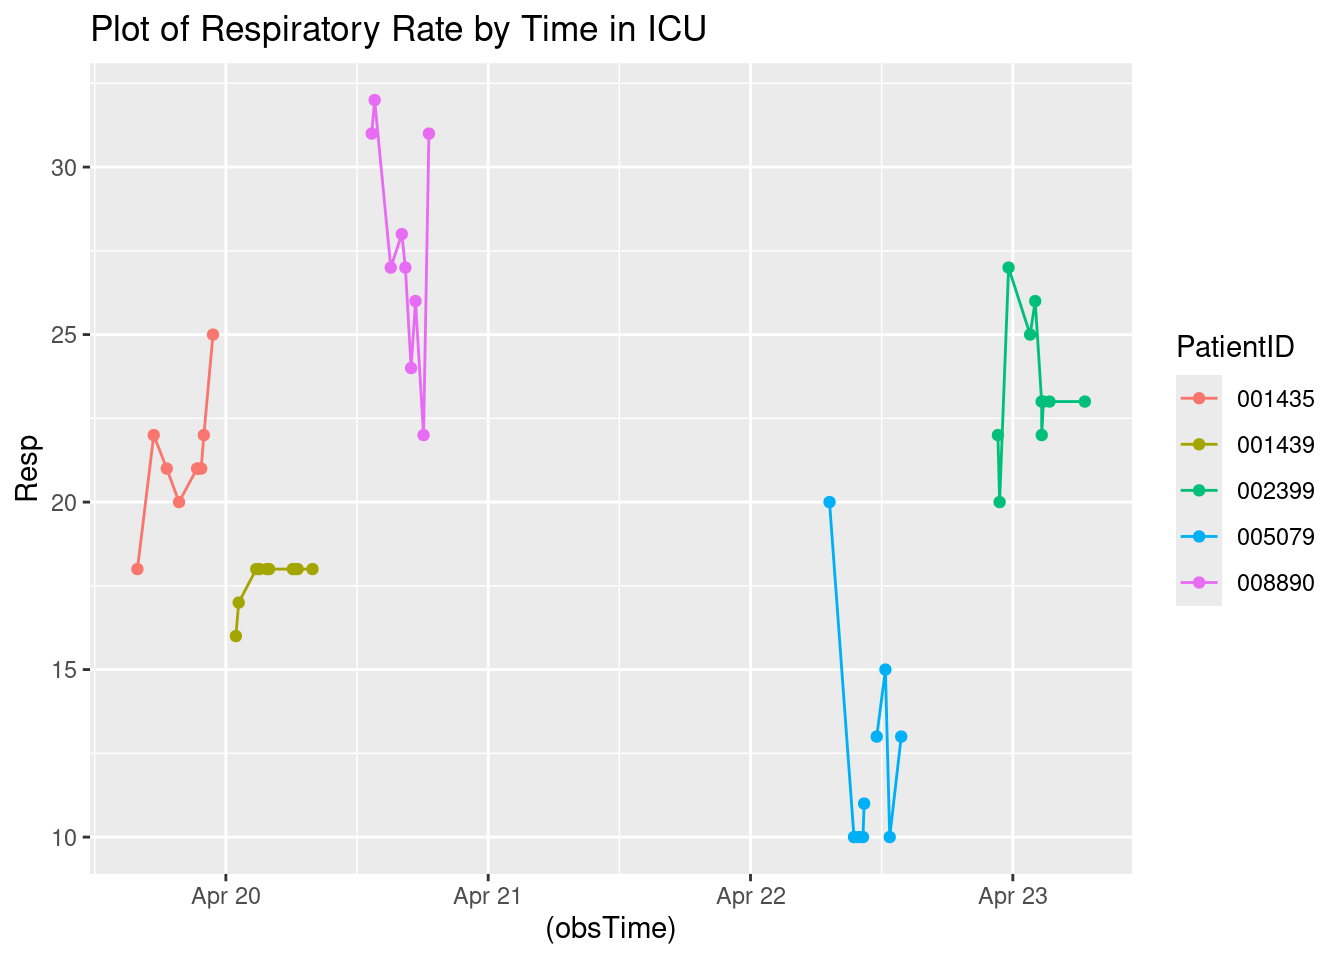 Plot of Respiratory Rate by Time in ICU
30
25
20
15
10
Resp
Apr 20
Apr 21
Apr 22
Apr 23
(obsTime)
PatientID
001435
001439
002399
005079
008890